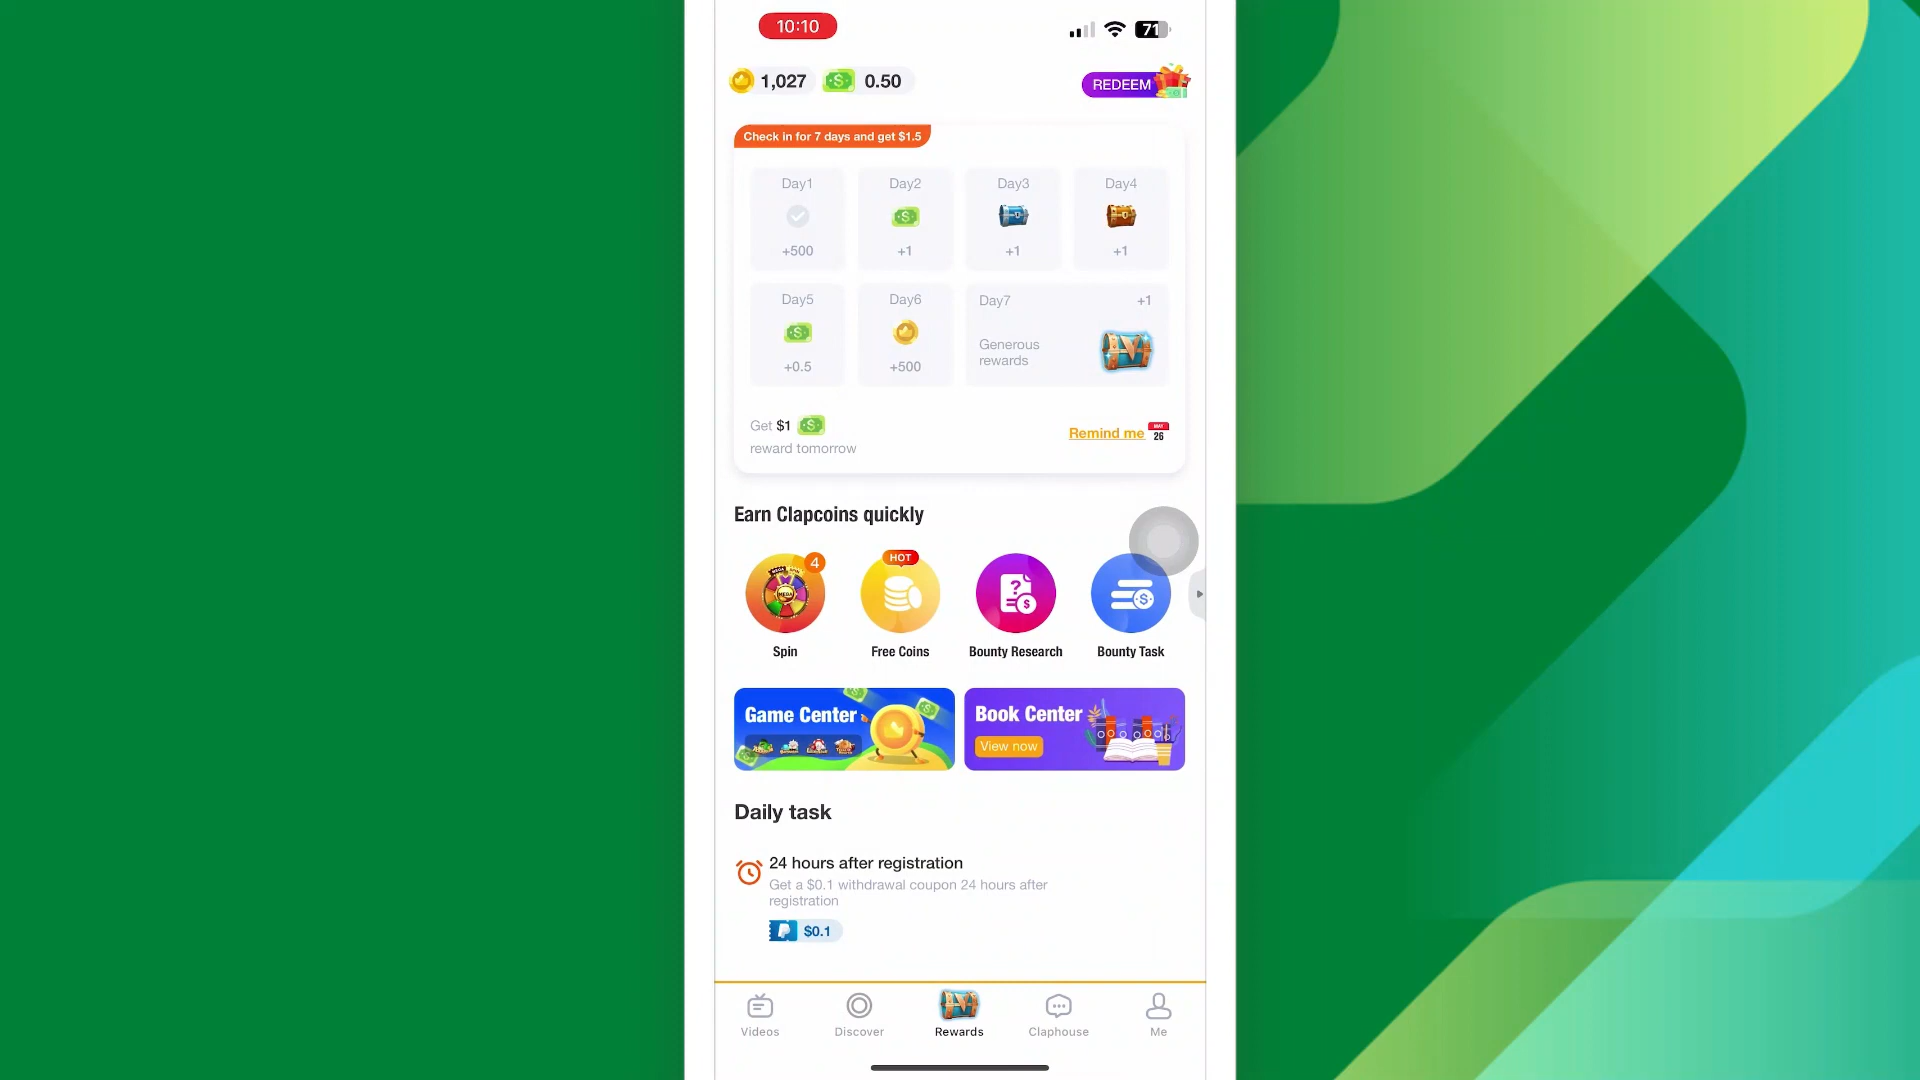 10:10
71
1,027
0.50
REDEEM
Check in for 7 days and get $1.5
Day1
Day2
Day3
Day4
+500
+1
+1
+1
Day5
Day6
Day7
+1
Generous
rewards
+0.5
+500
Get $1
reward tomorrow
Remind me
MAY
26
Earn Clapcoins quickly
4
HOT
MEGA
Spin
Free Coins
Bounty Research
Bounty Task
Game Center
Book Center
View now
Daily task
24 hours after registration
Get a $0.1 withdrawal coupon 24 hours after
registration
$0.1
Videos
Discover
Rewards
Claphouse
Me